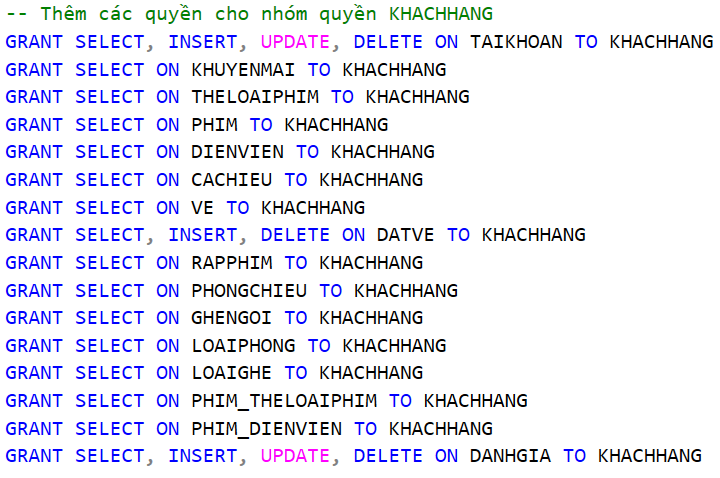 -- Thêm các quyền cho nhóm quyền KHACHHANG
GRANT SELECT, INSERT, UPDATE, DELETE ON TAIKHOAN TO KHACHHANG
GRANT SELECT ON KHUYENMAI TO KHACHHANG
GRANT SELECT ON THELOAIPHIM TO KHACHHANG
GRANT SELECT ON PHIM TO KHACHHANG
GRANT SELECT ON DIENVIEN TO KHACHHANG
GRANT SELECT ON CACHIEU TO KHACHHANG
GRANT SELECT ON VE TO KHACHHANG
GRANT SELECT, INSERT, DELETE ON DATVE TO KHACHHANG
GRANT SELECT ON RAPPHIM TO KHACHHANG
GRANT SELECT ON PHONGCHIEU TO KHACHHANG
GRANT SELECT ON GHENGOI TO KHACHHANG
GRANT SELECT ON LOAIPHONG TO KHACHHANG
GRANT SELECT ON LOAIGHE TO KHACHHANG
GRANT SELECT ON PHIM_THELOAIPHIM TO KHACHHANG
GRANT SELECT ON PHIM_DIENVIEN TO KHACHHANG
GRANT SELECT, INSERT, UPDATE, DELETE ON DANHGIA TO KHACHHANG